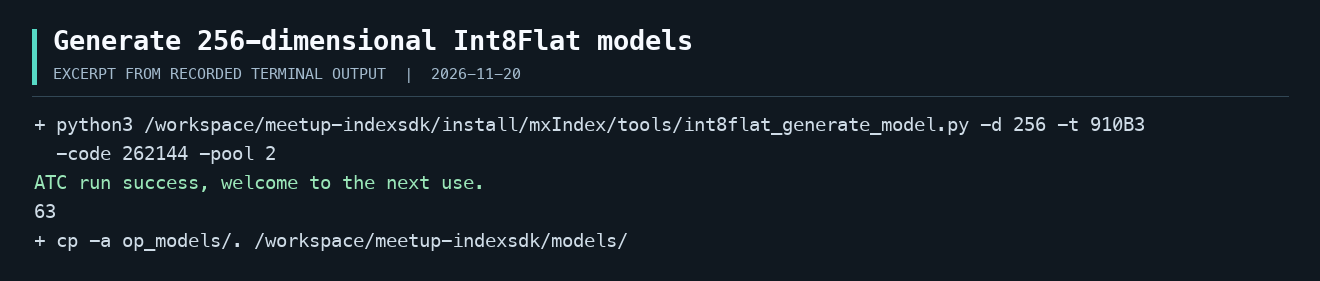 Generate 256-dimensional Int8Flat models
EXCERPT FROM RECORDED TERMINAL OUTPUT | 2026-11-20
+ python3 /workspace/meetup-indexsdk/install/mxIndex/tools/int8flat_generate_model.py -d 256 -t 910B3
-code 262144 -pool 2
ATC run success, welcome to the next use.
63
+ cp -a op_models/. /workspace/meetup-indexsdk/models/